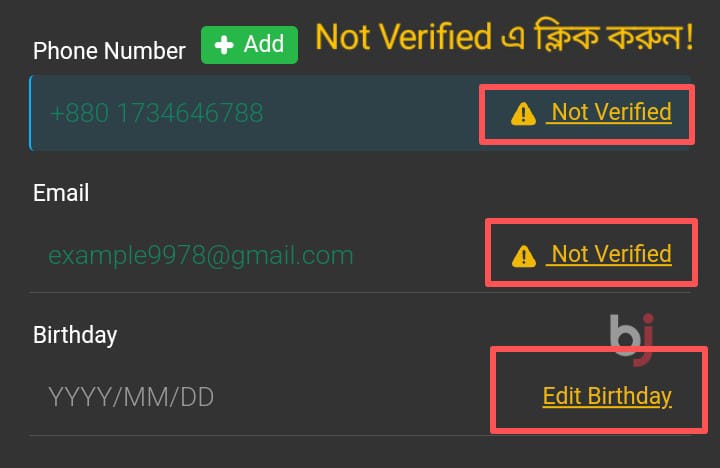 Phone Number + Add Not Verified এ ক্লিক করুন!
+880 1734646788 Not Verified
Email
example9978@gmail.com Not Verified
Birthday
bj
YYYY/MM/DD Edit Birthday